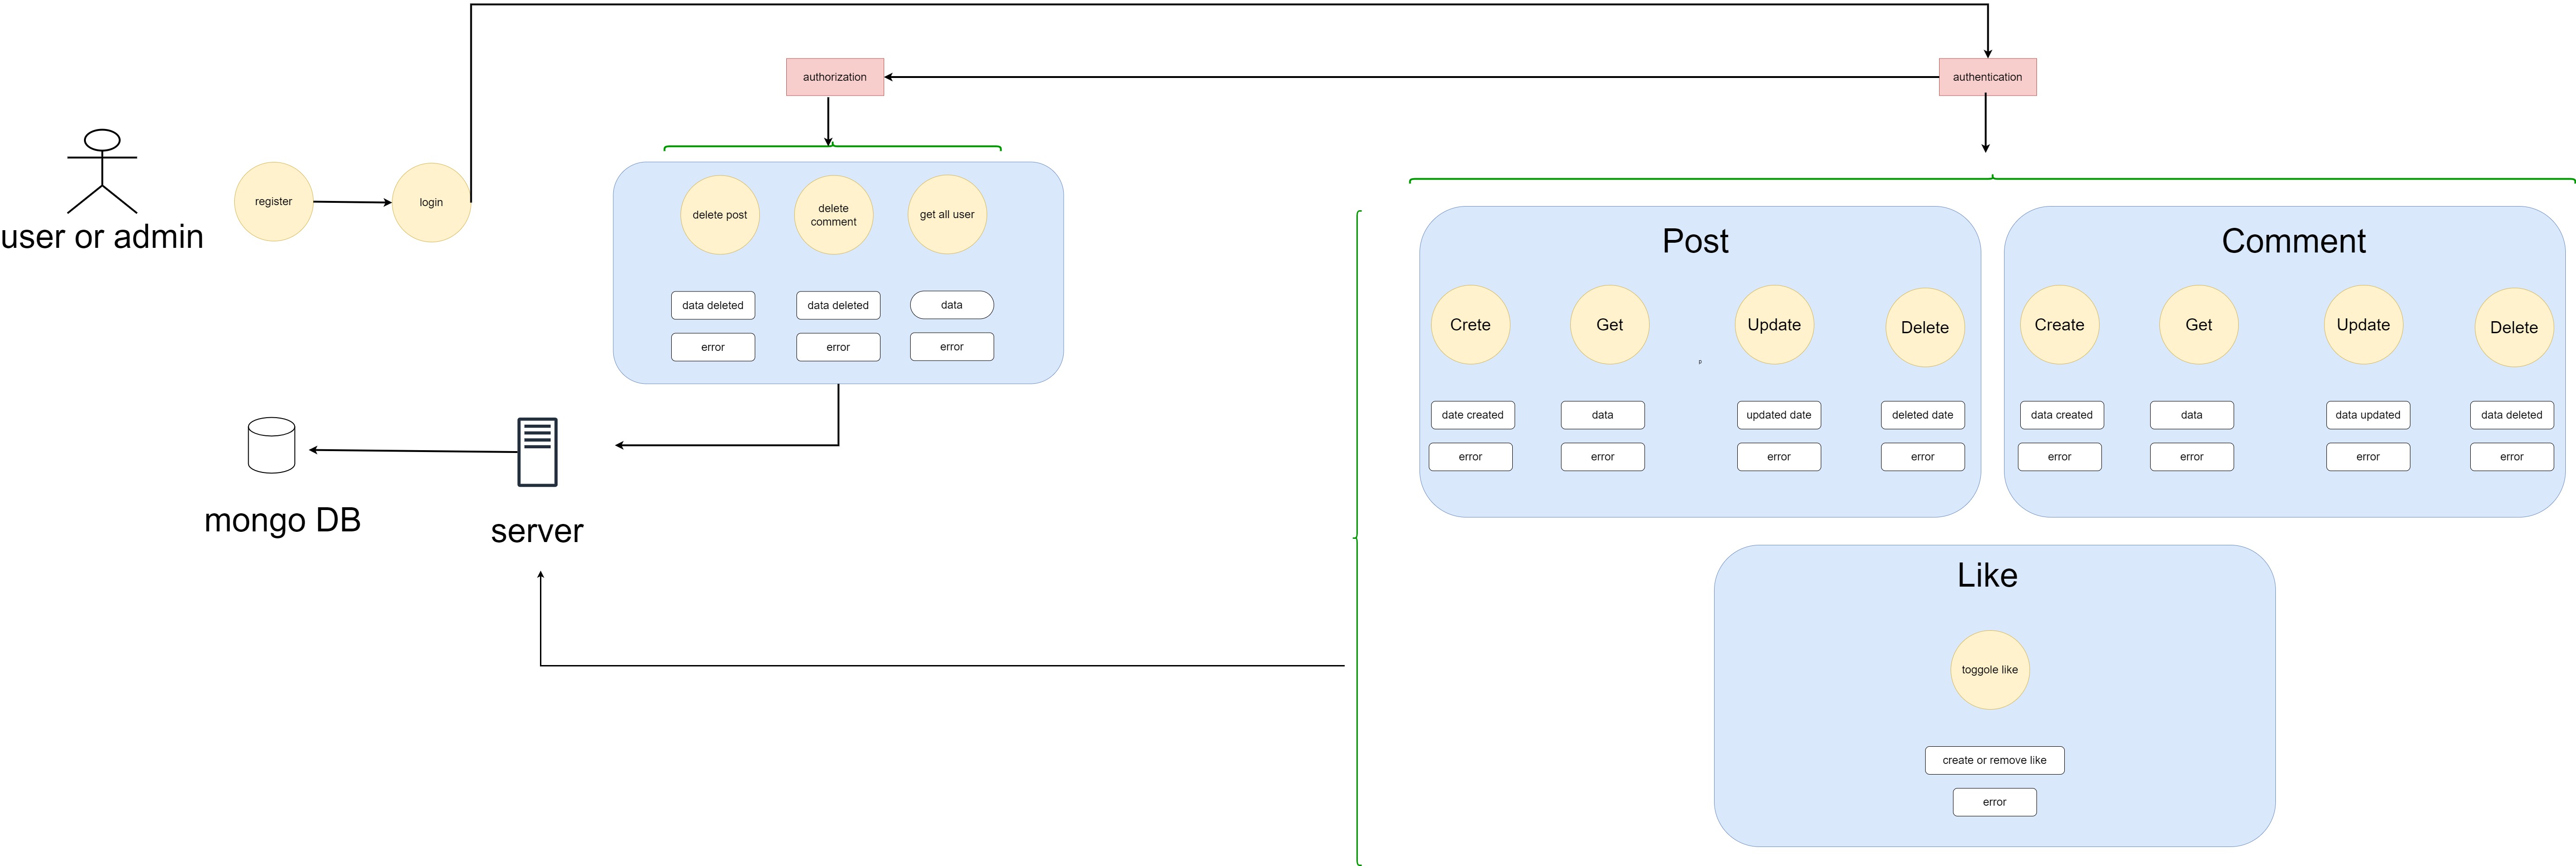 authorization
authentication
user or admin
register
login
delete post
delete
comment
get all user
data deleted
data deleted
data
error
error
error
Post
Crete
Get
Update
Delete
p
date created
data
updated date
deleted date
error
error
error
error
Comment
Create
Get
Update
Delete
data created
data
data updated
data deleted
error
error
error
error
mongo DB
server
Like
toggole like
create or remove like
error